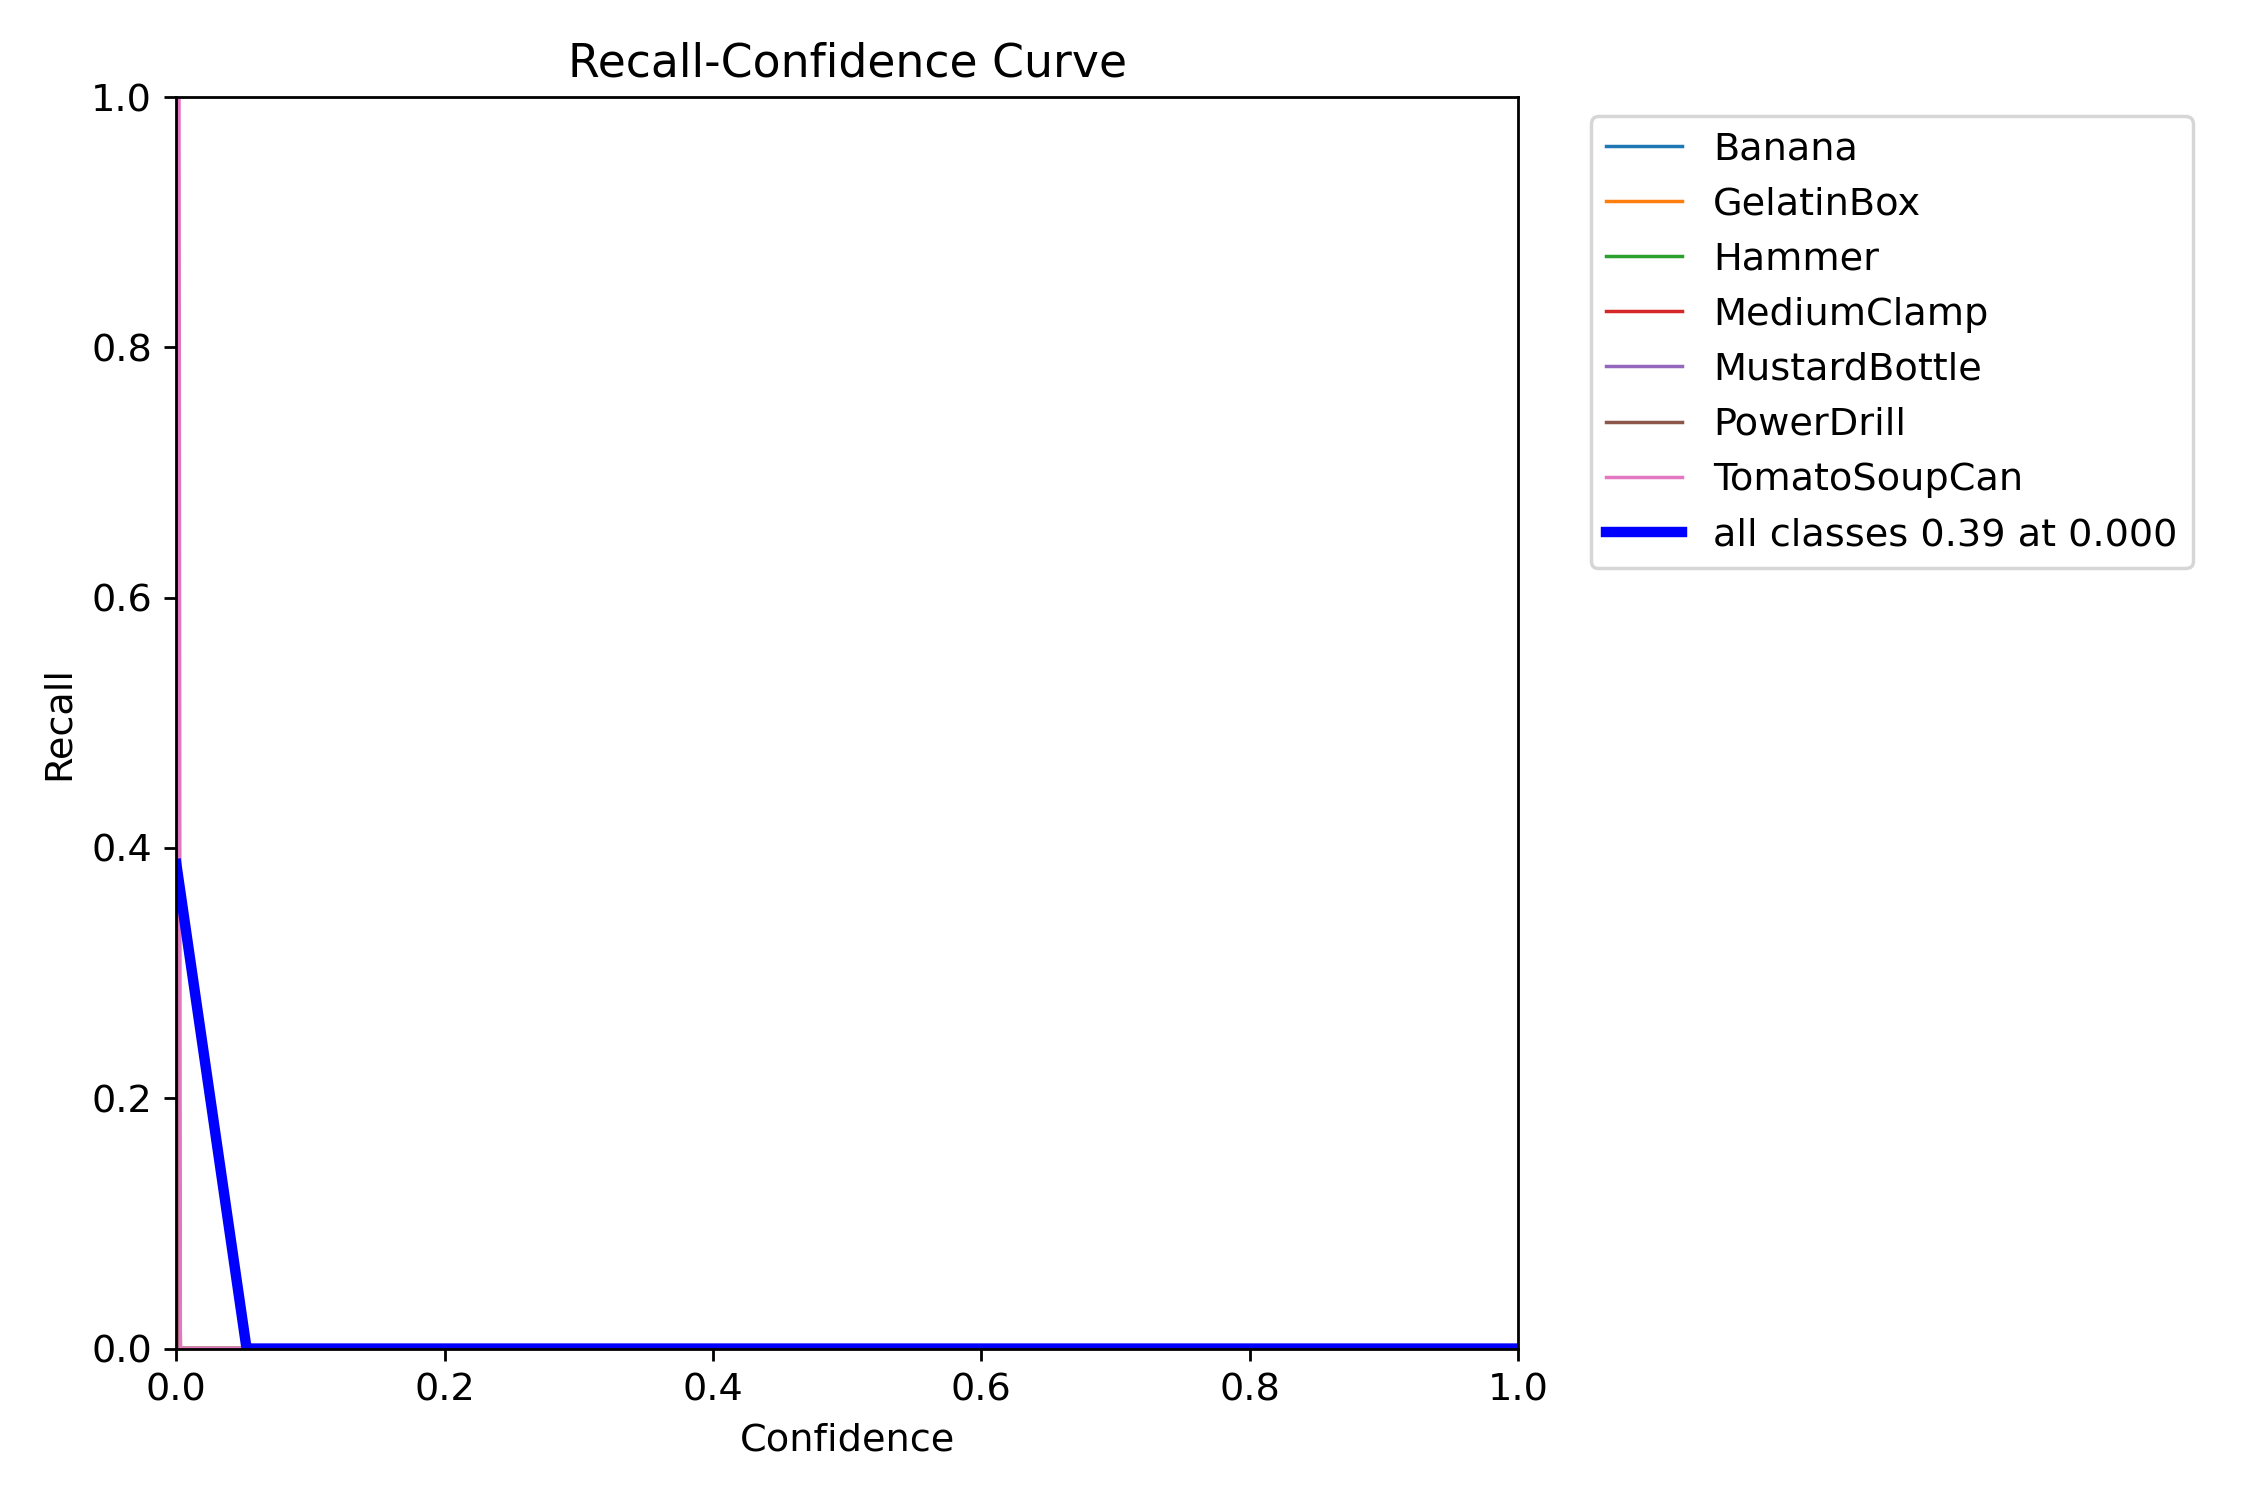 Recall-Confidence Curve
1.0
0.8
0.6
0.4
0.2
0.0
Recall
0.0 0.2 0.4 0.6 0.8 1.0
Confidence
Banana
GelatinBox
Hammer
MediumClamp
MustardBottle
PowerDrill
TomatoSoupCan
all classes 0.39 at 0.000